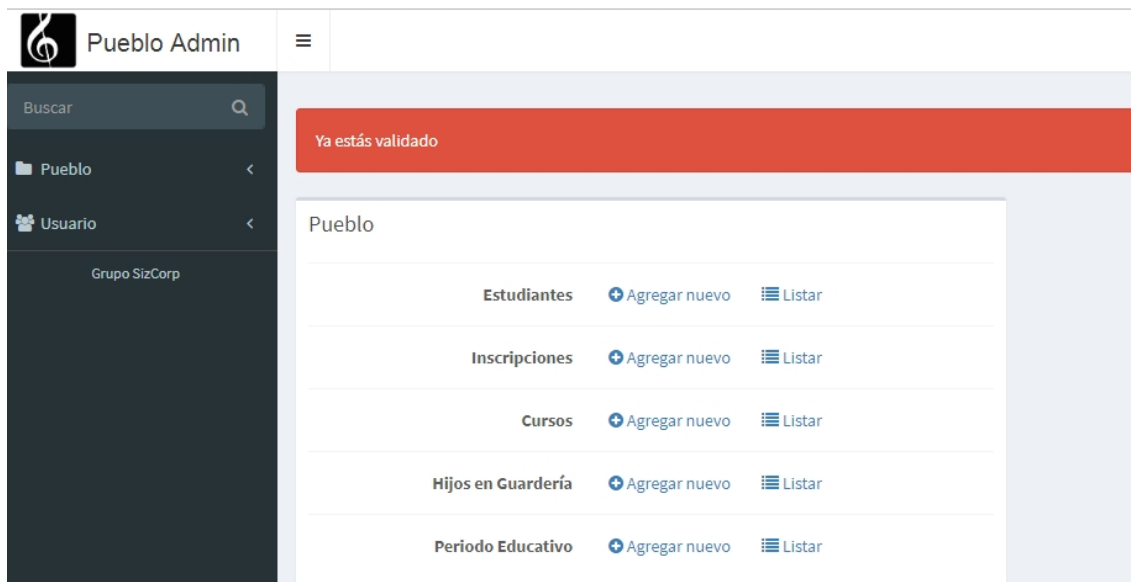 Pueblo Admin
Buscar
Pueblo
Usuario
Grupo SizCorp
Ya estás validado
Pueblo
Estudiantes Agregar nuevo Listar
Inscripciones Agregar nuevo Listar
Cursos Agregar nuevo Listar
Hijos en Guardería Agregar nuevo Listar
Periodo Educativo Agregar nuevo Listar